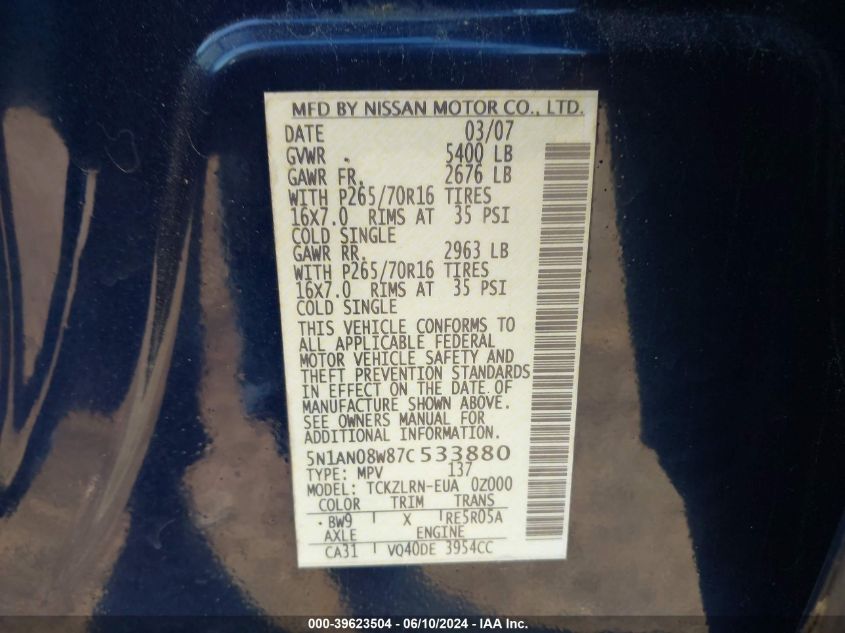 MFD BY NISSAN MOTOR CO., LTD.
DATE 03/07
GVWR . 5400 LB
GAWR FR. 2676 LB
WITH P265/70R16 TIRES
16X7.0 RIMS AT 35 PSI
COLD SINGLE
GAWR RR. 2963 LB
WITH P265/70R16 TIRES
16X7.0 RIMS AT 35 PSI
COLD SINGLE
THIS VEHICLE CONFORMS TO
ALL APPLICABLE FEDERAL
MOTOR VEHICLE SAFETY AND
THEFT PREVENTION STANDARDS
IN EFFECT ON THE DATE OF
MANUFACTURE SHOWN ABOVE.
SEE OWNERS MANUAL FOR
ADDITIONAL INFORMATION.
5N1AN08W87C533880
TYPE: MPV 137
MODEL: TCKZLRN-EUA 0Z000
COLOR TRIM TRANS
BW9 X RE5R05A
AXLE ENGINE
CA31 VQ40DE 3954CC
000-39623504 - 06/10/2024 - IAA Inc.